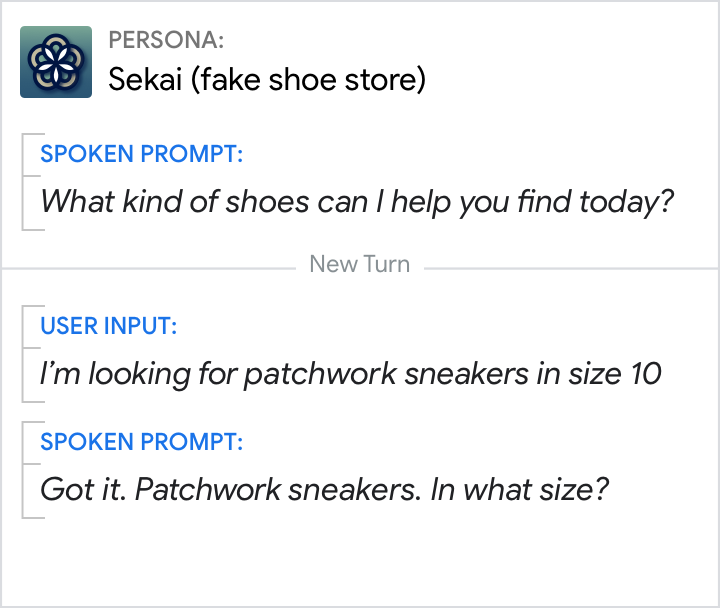 PERSONA:
Sekai (fake shoe store)
SPOKEN PROMPT:
What kind of shoes can I help you find today?
New Turn
USER INPUT:
I’m looking for patchwork sneakers in size 10
SPOKEN PROMPT:
Got it. Patchwork sneakers. In what size?